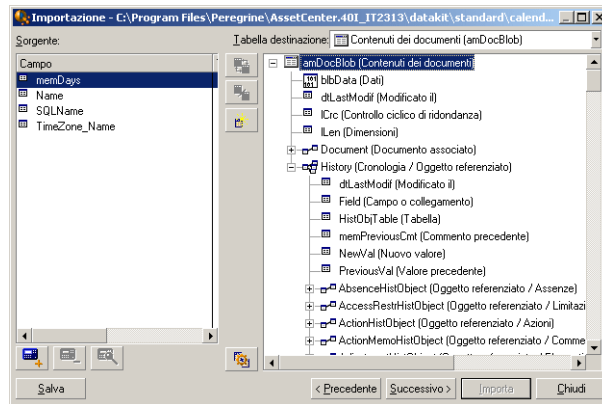 Importazione - C:\Program Files\Peregrine\AssetCenter.40I_IT2313\datakit\standard\calend...
Sorgente:
Tabella destinazione: Contenuti dei documenti (amDocBlob)
Campo
memDays
Name
SQLName
TimeZone_Name
amDocBlob (Contenuti dei documenti)
blbData (Dati)
dtLastModif (Modificato il)
lCrc (Controllo ciclico di ridondanza)
lLen (Dimensioni)
Document (Documento associato)
History (Cronologia / Oggetto referenziato)
dtLastModif (Modificato il)
Field (Campo o collegamento)
HistObjTable (Tabella)
memPreviousCmt (Commento precedente)
NewVal (Nuovo valore)
PreviousVal (Valore precedente)
AbsenceHistObject (Oggetto referenziato / Assenze)
AccessRestrHistObject (Oggetto referenziato / Limitazi
ActionHistObject (Oggetto referenziato / Azioni)
ActionMemoHistObject (Oggetto referenziato / Comme
Salva
< Precedente
Successivo >
Importa
Chiudi